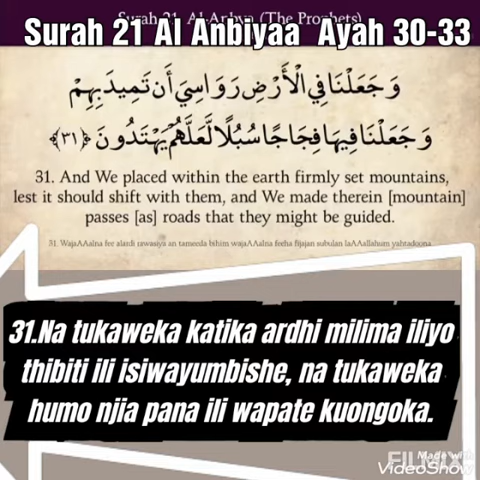 Surah 21 Al-Anbya (The Prophets)
Surah 21 Al Anbiyaa Ayah 30-33
وَجَعَلْنَا فِي الْأَرْضِ رَوَاسِيَ أَن تَمِيدَ بِهِمْ
وَجَعَلْنَا فِيهَا فِجَاجًا سُبُلًا لَّعَلَّهُمْ يَهْتَدُونَ ﴿٣١﴾
31. And We placed within the earth firmly set mountains,
lest it should shift with them, and We made therein [mountain]
passes [as] roads that they might be guided.
31. WajaAAalna fee alardi rawasiya an tameeda bihim wajaAAalna feeha fijajan subulan laAAallahum yahtadoona
31.Na tukaweka katika ardhi milima iliyo
thibiti ili isiwayumbishe, na tukaweka
humo njia pana ili wapate kuongoka.
Made with
VideoShow